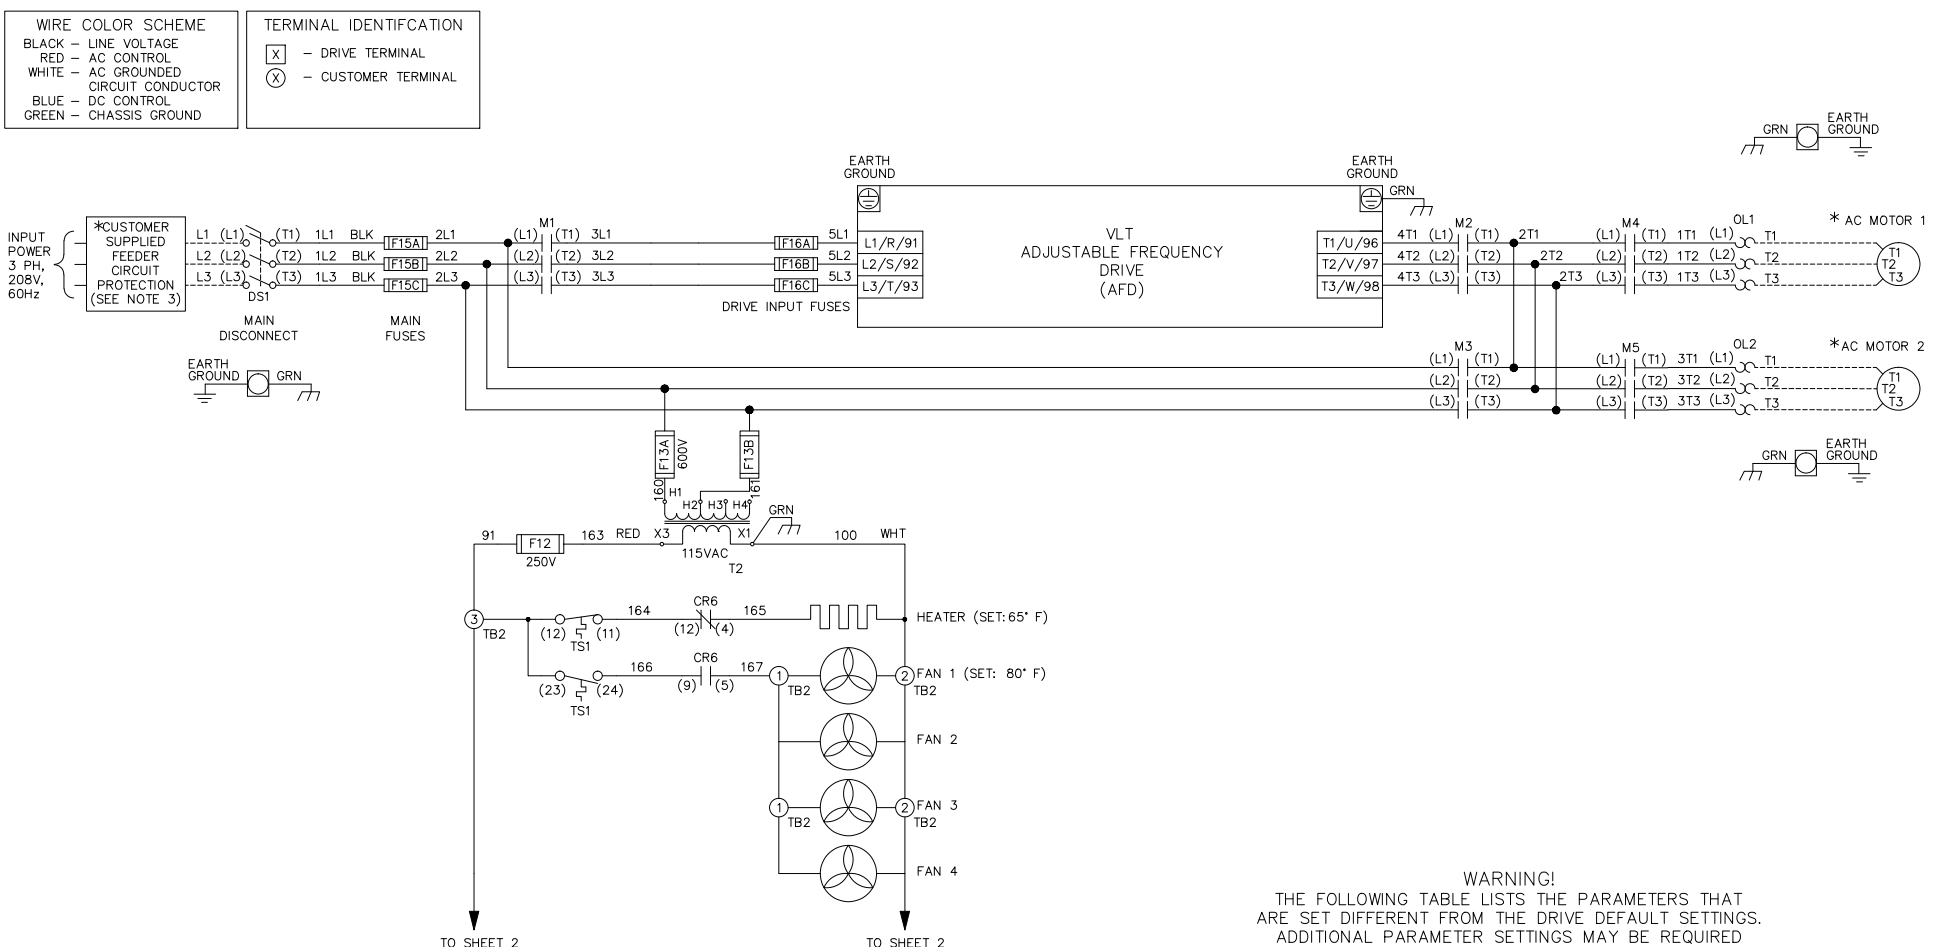 WIRE COLOR SCHEME
BLACK – LINE VOLTAGE
RED – AC CONTROL
WHITE – AC GROUNDED
CIRCUIT CONDUCTOR
BLUE – DC CONTROL
GREEN – CHASSIS GROUND
TERMINAL IDENTIFCATION
X – DRIVE TERMINAL
X – CUSTOMER TERMINAL
GRN
EARTH
GROUND
INPUT
POWER
3 PH,
208V,
60Hz
*CUSTOMER
SUPPLIED
FEEDER
CIRCUIT
PROTECTION
(SEE NOTE 3)
L1 (L1) (T1) 1L1 BLK F15A 2L1
L2 (L2) (T2) 1L2 BLK F15B 2L2
L3 (L3) (T3) 1L3 BLK F15C 2L3
DS1
MAIN
DISCONNECT
MAIN
FUSES
EARTH
GROUND
GRN
M1
(L1) (T1) 3L1 F16A 5L1
(L2) (T2) 3L2 F16B 5L2
(L3) (T3) 3L3 F16C 5L3
DRIVE INPUT FUSES
EARTH
GROUND
L1/R/91
L2/S/92
L3/T/93
VLT
ADJUSTABLE FREQUENCY
DRIVE
(AFD)
EARTH
GROUND
GRN
T1/U/96
T2/V/97
T3/W/98
M2
4T1 (L1) (T1) 2T1
4T2 (L2) (T2) 2T2
4T3 (L3) (T3) 2T3
M4
OL1
(L1) (T1) 1T1 (L1) T1
(L2) (T2) 1T2 (L2) T2
(L3) (T3) 1T3 (L3) T3
* AC MOTOR 1
T1
T2
T3
M3
(L1) (T1)
(L2) (T2)
(L3) (T3)
M5
OL2
(L1) (T1) 3T1 (L1) T1
(L2) (T2) 3T2 (L2) T2
(L3) (T3) 3T3 (L3) T3
*AC MOTOR 2
T1
T2
T3
GRN
EARTH
GROUND
F13A
600V
F13B
160
161
H1
H2 H3 H4
GRN
91 F12 163 RED X3 X1 100 WHT
250V
115VAC
T2
3
TB2
(12) (11)
TS1
164
CR6
(12) (4)
165
HEATER (SET:65° F)
(23) (24)
TS1
166
CR6
(9) (5)
167
1
TB2
2
TB2
FAN 1 (SET: 80° F)
FAN 2
1
TB2
2
TB2
FAN 3
FAN 4
TO SHEET 2
TO SHEET 2
WARNING!
THE FOLLOWING TABLE LISTS THE PARAMETERS THAT
ARE SET DIFFERENT FROM THE DRIVE DEFAULT SETTINGS.
ADDITIONAL PARAMETER SETTINGS MAY BE REQUIRED